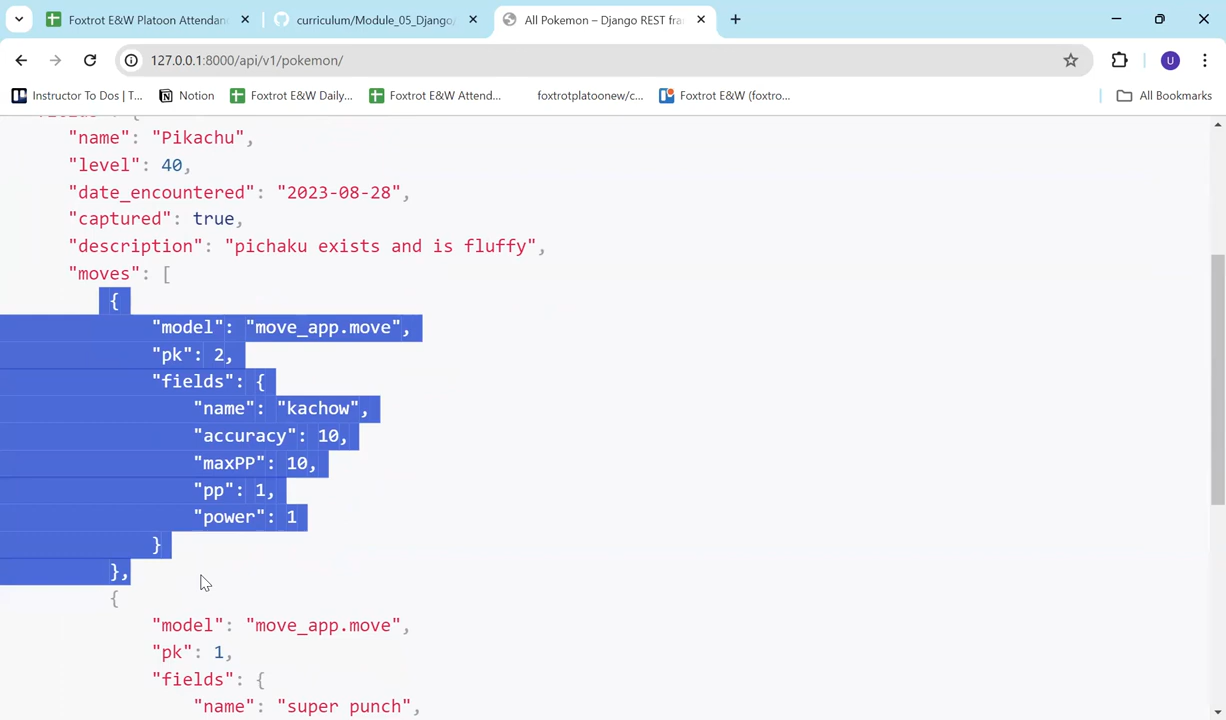 Foxtrot E&W Platoon Attendan
curriculum/Module_05_Django/
All Pokemon – Django REST fra
127.0.0.1:8000/api/v1/pokemon/
U
Instructor To Dos | T...
Notion
Foxtrot E&W Daily...
Foxtrot E&W Attend...
foxtrotplatoonew/c...
Foxtrot E&W (foxtro...
All Bookmarks
"name": "Pikachu",
"level": 40,
"date_encountered": "2023-08-28",
"captured": true,
"description": "pichaku exists and is fluffy",
"moves": [
{
"model": "move_app.move",
"pk": 2,
"fields": {
"name": "kachow",
"accuracy": 10,
"maxPP": 10,
"pp": 1,
"power": 1
}
},
{
"model": "move_app.move",
"pk": 1,
"fields": {
"name": "super punch",